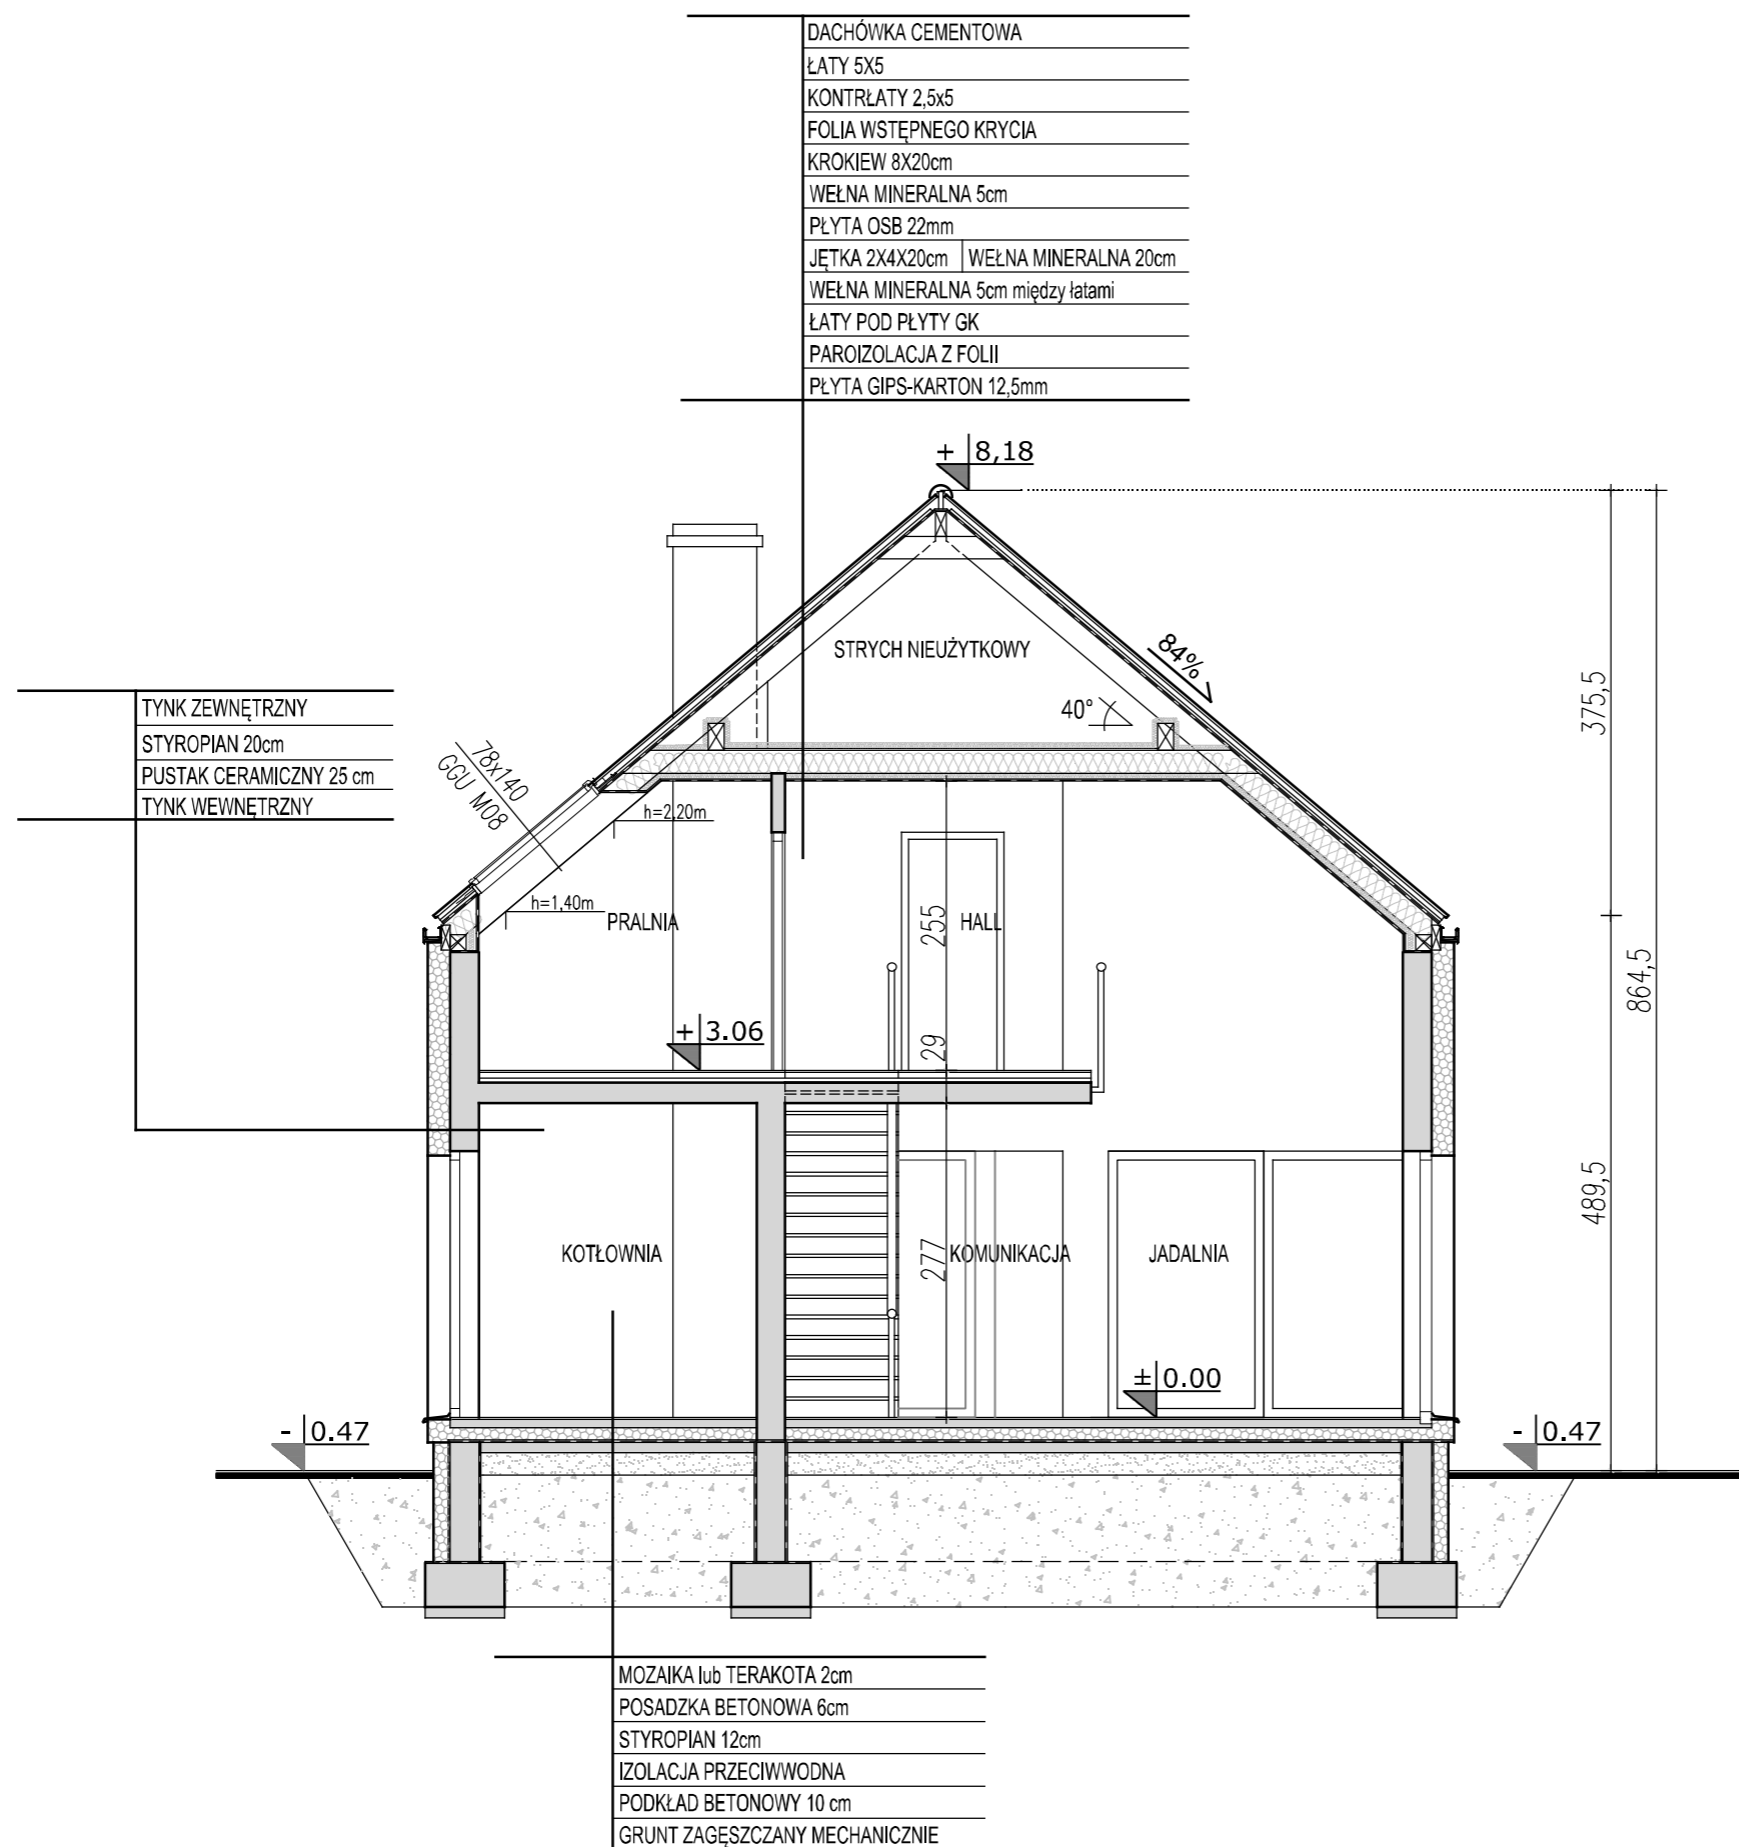 DACHÓWKA CEMENTOWA
ŁATY 5X5
KONTRŁATY 2,5x5
FOLIA WSTĘPNEGO KRYCIA
KROKIEW 8X20cm
WEŁNA MINERALNA 5cm
PŁYTA OSB 22mm
JĘTKA 2X4X20cm WEŁNA MINERALNA 20cm
WEŁNA MINERALNA 5cm między łatami
ŁATY POD PŁYTY GK
PAROIZOLACJA Z FOLII
PŁYTA GIPS-KARTON 12,5mm
+ 8,18
STRYCH NIEUŻYTKOWY
84%
40°
375,5
TYNK ZEWNĘTRZNY
STYROPIAN 20cm
PUSTAK CERAMICZNY 25 cm
TYNK WEWNĘTRZNY
78x140
GGU M08
h=2,20m
h=1,40m
PRALNIA
255
HALL
864,5
+ 3.06
29
489,5
KOTŁOWNIA
277
KOMUNIKACJA
JADALNIA
± 0.00
- 0.47
- 0.47
MOZAIKA lub TERAKOTA 2cm
POSADZKA BETONOWA 6cm
STYROPIAN 12cm
IZOLACJA PRZECIWWODNA
PODKŁAD BETONOWY 10 cm
GRUNT ZAGĘSZCZANY MECHANICZNIE